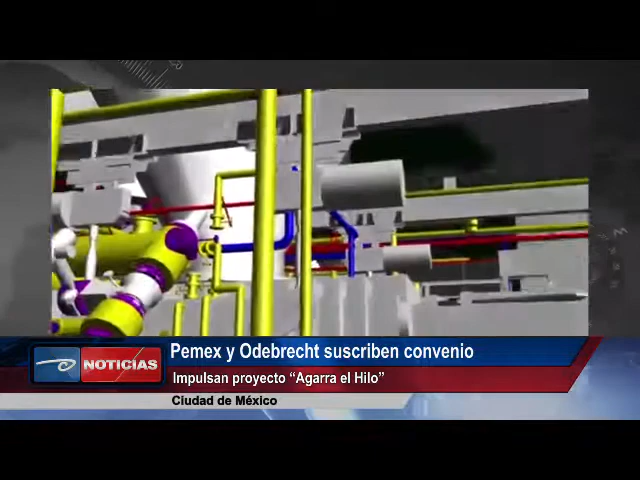 Pemex y Odebrecht suscriben convenio
NOTICIAS
Impulsan proyecto “Agarra el Hilo”
Ciudad de México